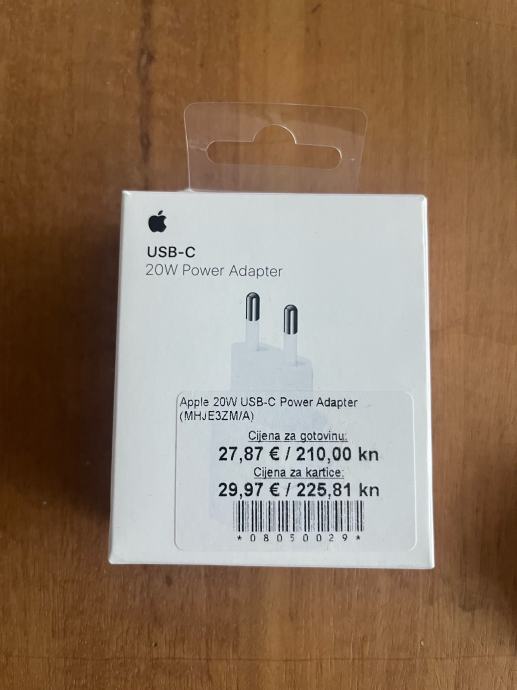 USB-C
20W Power Adapter
Apple 20W USB-C Power Adapter
(MHJE3ZM/A)
Cijena za gotovinu:
27,87 € / 210,00 kn
Cijena za kartice:
29,97 € / 225,81 kn
*08050029*